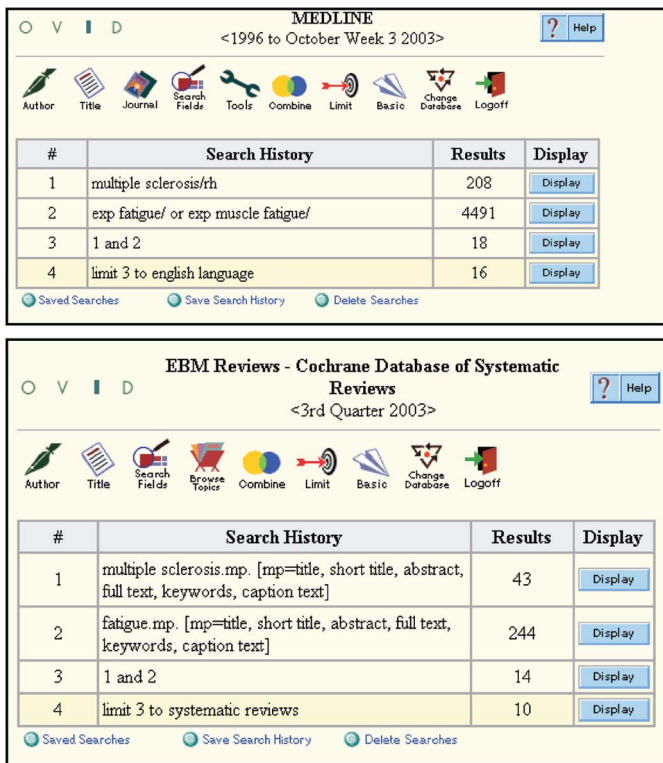 O V I D
MEDLINE
<1996 to October Week 3 2003>
? Help
Author Title Journal Search Fields Tools Combine Limit Basic Change Database Logoff
# Search History Results Display
1 multiple sclerosis/rh 208 Display
2 exp fatigue/ or exp muscle fatigue/ 4491 Display
3 1 and 2 18 Display
4 limit 3 to english language 16 Display
Saved Searches Save Search History Delete Searches
EBM Reviews - Cochrane Database of Systematic
O V I D
Reviews
<3rd Quarter 2003>
? Help
Author Title Search Fields Browse Topics Combine Limit Basic Change Database Logoff
# Search History Results Display
1 multiple sclerosis.mp. [mp=title, short title, abstract,
full text, keywords, caption text] 43 Display
2 fatigue.mp. [mp=title, short title, abstract, full text,
keywords, caption text] 244 Display
3 1 and 2 14 Display
4 limit 3 to systematic reviews 10 Display
Saved Searches Save Search History Delete Searches